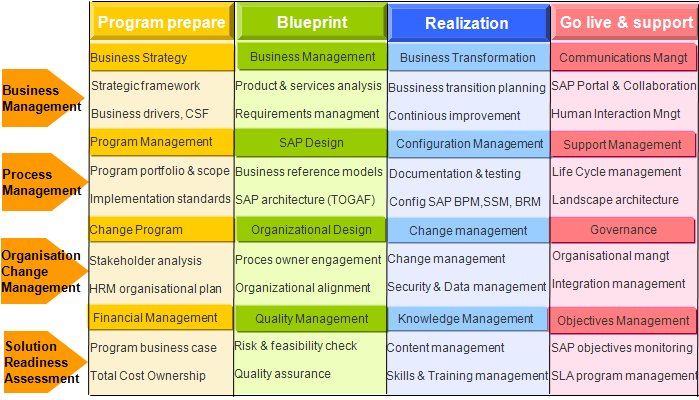 Program prepare
Blueprint
Realization
Go live & support
Business Strategy
Business Management
Business Transformation
Communications Mangt
Business
Management
Strategic framework
Product & services analysis
Bussiness transition planning
SAP Portal & Collaboration
Business drivers, CSF
Requirements managment
Continious improvement
Human Interaction Mngt
Program Management
SAP Design
Configuration Management
Support Management
Process
Management
Program portfolio & scope
Business reference models
Documentation & testing
Life Cycle management
Implementation standards
SAP architecture (TOGAF)
Config SAP BPM,SSM, BRM
Landscape architecture
Change Program
Organizational Design
Change management
Governance
Organisation
Change
Management
Stakeholder analysis
Proces owner engagement
Change management
Organisational mangt
HRM organisational plan
Organizational alignment
Security & Data management
Integration management
Financial Management
Quality Management
Knowledge Management
Objectives Management
Solution
Readiness
Assessment
Program business case
Risk & feasibility check
Content management
SAP objectives monitoring
Total Cost Ownership
Quality assurance
Skills & Training management
SLA program management